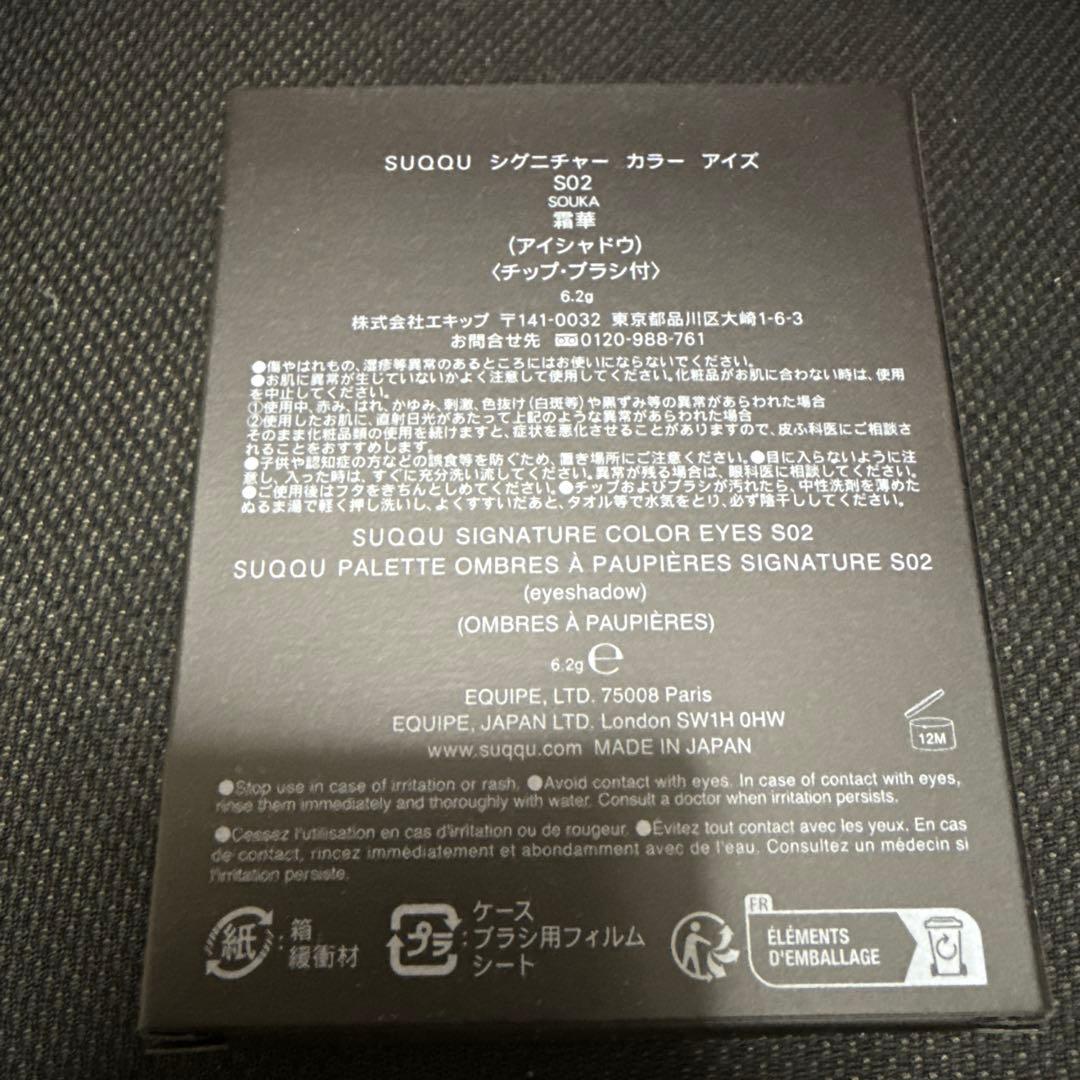 SUQQU シグニチャー カラー アイズ
S02
SOUKA
霜華
(アイシャドウ)
〈チップ・ブラシ付〉
6.2g
株式会社エキップ 〒141-0032 東京都品川区大崎1-6-3
お問合せ先 0120-988-761
●傷やはれもの、湿疹等異常のあるところにはお使いにならないでください。
●お肌に異常が生じていないかよく注意して使用してください。化粧品がお肌に合わない時は、使用
を中止してください。
①使用中、赤み、はれ、かゆみ、刺激、色抜け(白斑等)や黒ずみ等の異常があらわれた場合
②使用したお肌に、直射日光があたって上記のような異常があらわれた場合
そのまま化粧品類の使用を続けますと、症状を悪化させることがありますので、皮ふ科医にご相談さ
れることをおすすめします。
●子供や認知症の方などの誤食等を防ぐため、置き場所にご注意ください。●目に入らないように注
意し、入った時は、すぐに充分洗い流してください。異常が残る場合は、眼科医に相談してください。
●ご使用後はフタをきちんとしめてください。●チップおよびブラシが汚れたら、中性洗剤を薄めた
ぬるま湯で軽く押し洗いし、よくすすいだあと、タオル等で水気をとり、必ず陰干ししてください。
SUQQU SIGNATURE COLOR EYES S02
SUQQU PALETTE OMBRES À PAUPIÈRES SIGNATURE S02
(eyeshadow)
(OMBRES À PAUPIÈRES)
6.2g ℮
EQUIPE, LTD. 75008 Paris
EQUIPE, JAPAN LTD. London SW1H 0HW
www.suqqu.com MADE IN JAPAN
12M
●Stop use in case of irritation or rash. ●Avoid contact with eyes. In case of contact with eyes,
rinse them immediately and thoroughly with water. Consult a doctor when irritation persists.
●Cessez l'utilisation en cas d'irritation ou de rougeur. ●Évitez tout contact avec les yeux. En cas
de contact, rincez immédiatement et abondamment avec de l'eau. Consultez un médecin si
l'irritation persiste.
紙:箱
緩衝材
プラ:ケース
ブラシ用フィルム
シート
FR
ÉLÉMENTS
D'EMBALLAGE